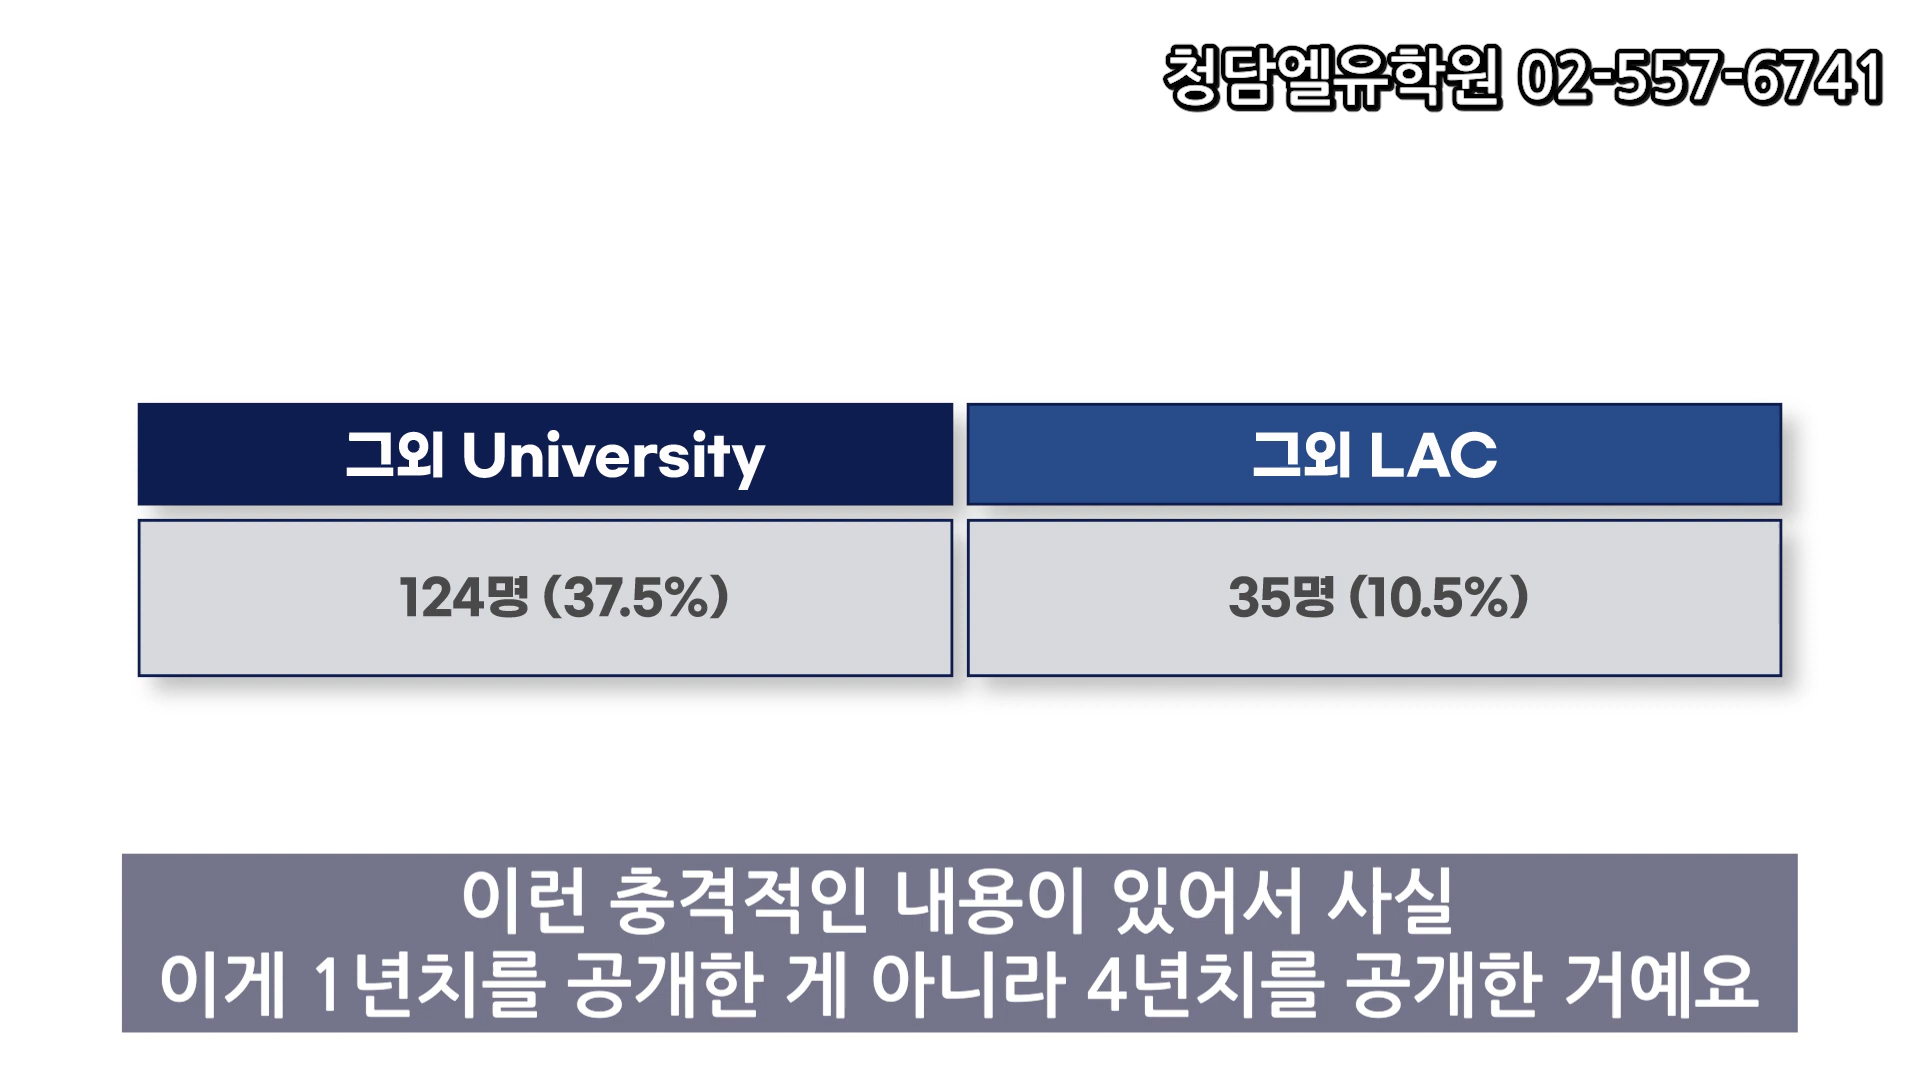 청담엘유학원 02-557-6741
그외 University
그외 LAC
124명 (37.5%)
35명 (10.5%)
이런 충격적인 내용이 있어서 사실
이게 1년치를 공개한 게 아니라 4년치를 공개한 거예요